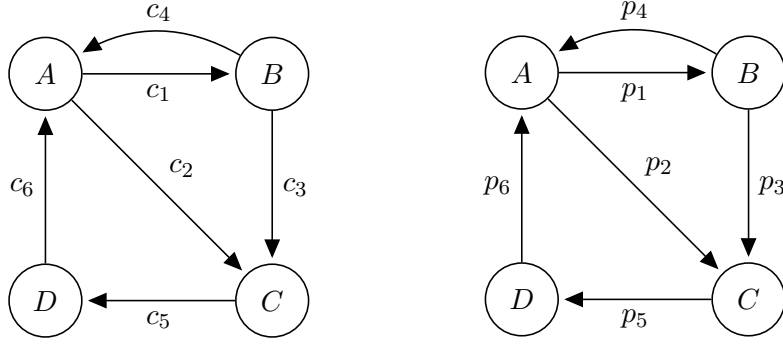 c₄ p₄
A B A B
c₁ p₁
c₂ p₂
c₆ c₃ p₆ p₃
D C D C
c₅ p₅